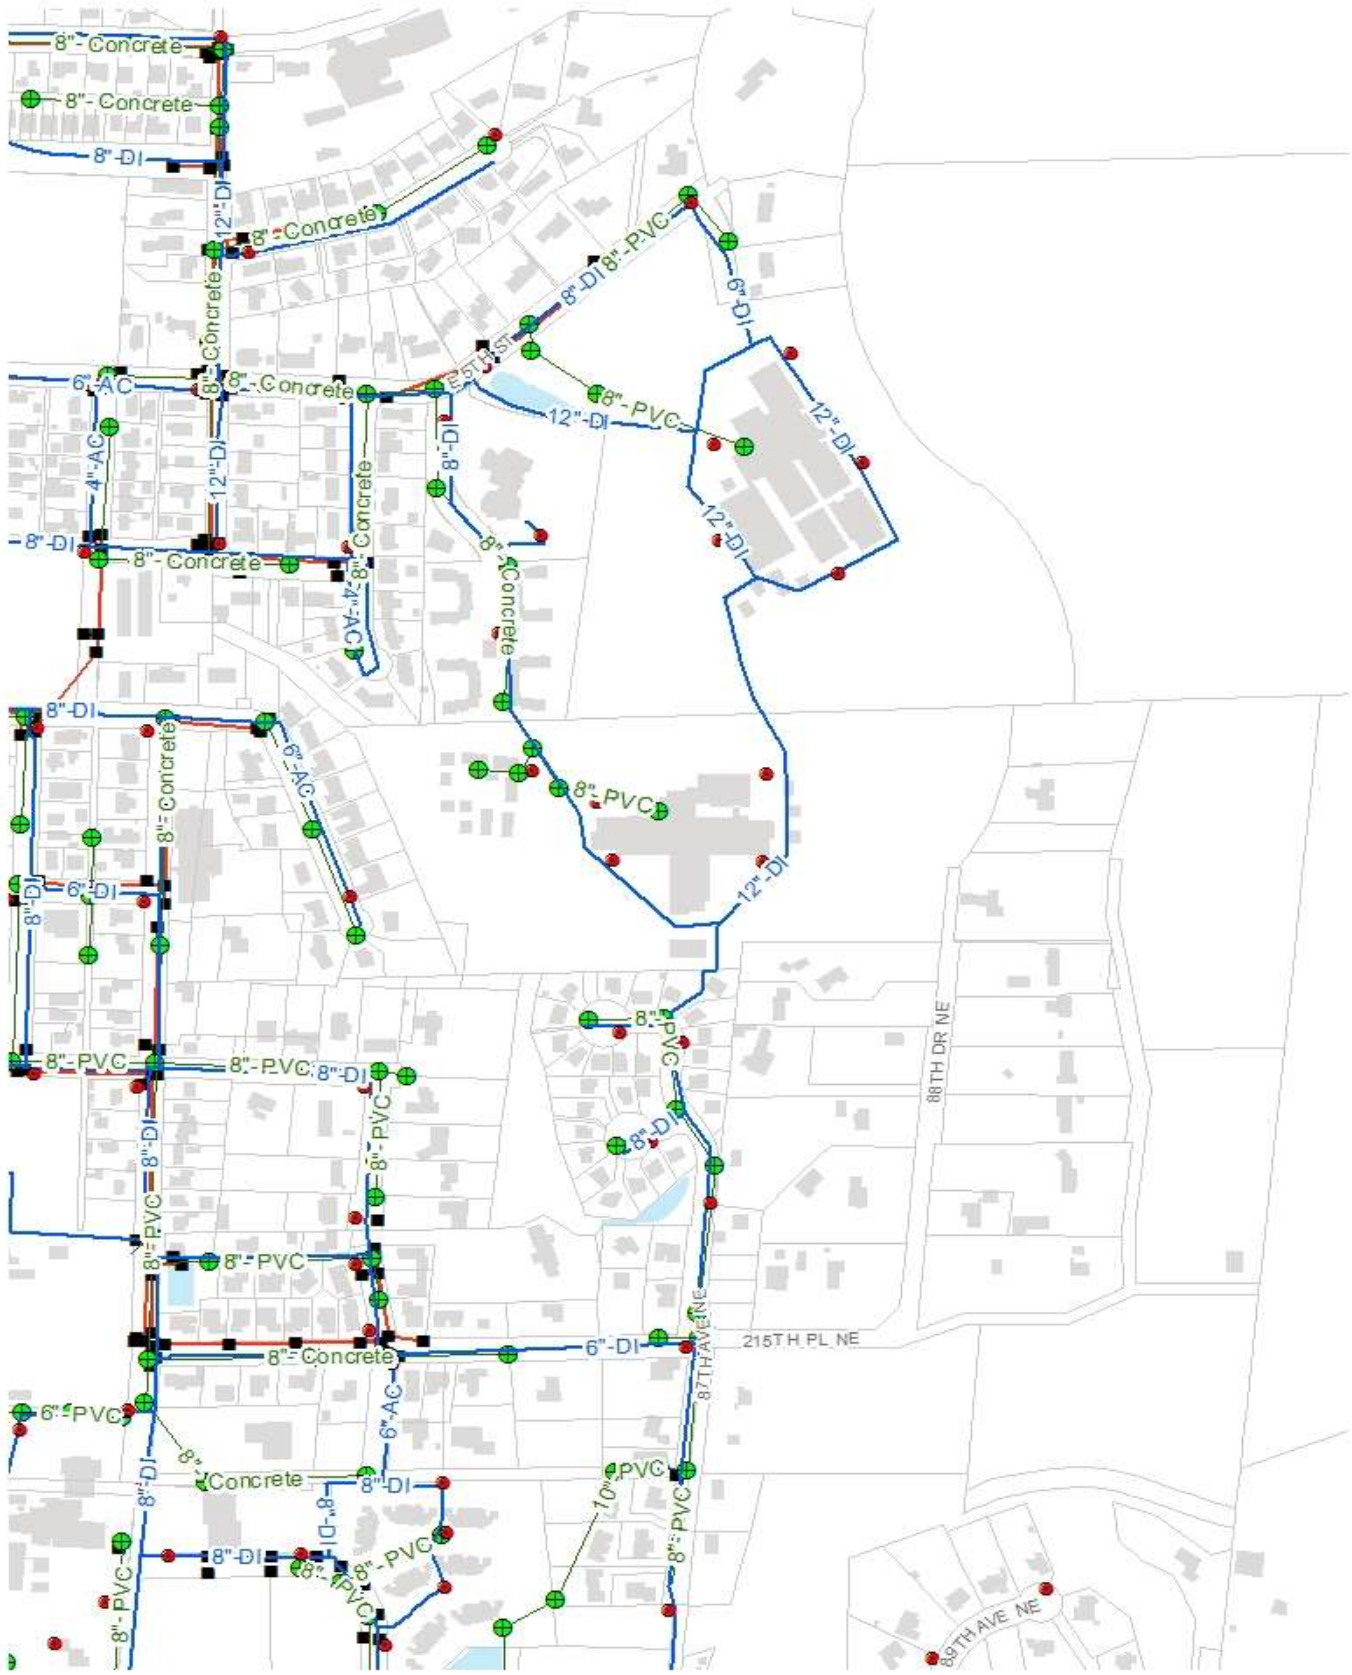 8"- Concrete
8"- Concrete
8"-DI
12"-DI
8"- Concrete
8"-PVC
8"-DI
6"-DI
8"-Concrete
E 5TH ST
6"-AC
8"- Concrete
8"-PVC
12"-DI
12"-DI
4"-AC
12"-DI
8"-DI
8"-Concrete
12"-DI
8"-DI
8"- Concrete
8"-Concrete
4"-AC
8"-DI
8"-Concrete
6"-AC
8"-PVC
12"-DI
8"-DI
6"-DI
8"-PVC
88TH DR NE
8"-PVC
8"-PVC
8"-DI
8"-PVC
8"-DI
8"-DI
8"-PVC
8"-PVC
8"- Concrete
6"-DI
215TH PL NE
87TH AVE NE
6"-PVC
6"-AC
8"- Concrete
8"-DI
8"-DI
10"-PVC
8"-DI
8"-DI
8"-PVC
8"-PVC
8"-PVC
8"-PVC
89TH AVE NE